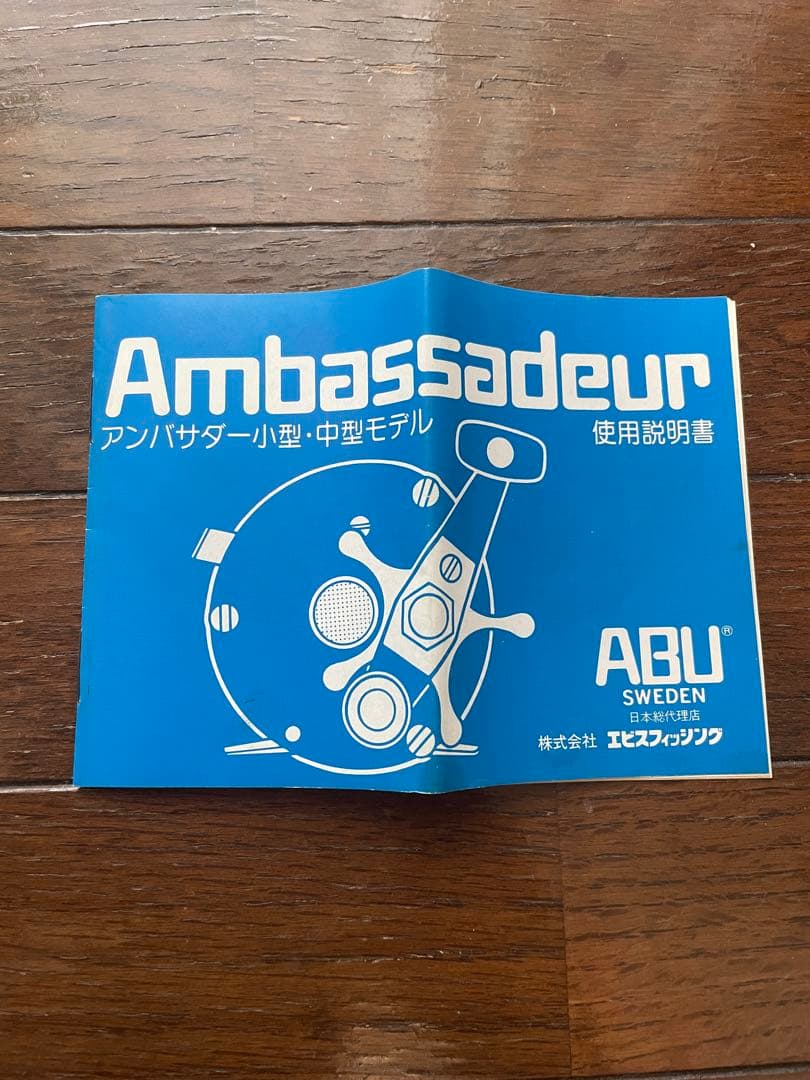 Ambassadeur
アンバサダー小型・中型モデル 使用説明書
ABU®
SWEDEN
日本総代理店
株式会社 エビスフィッシング